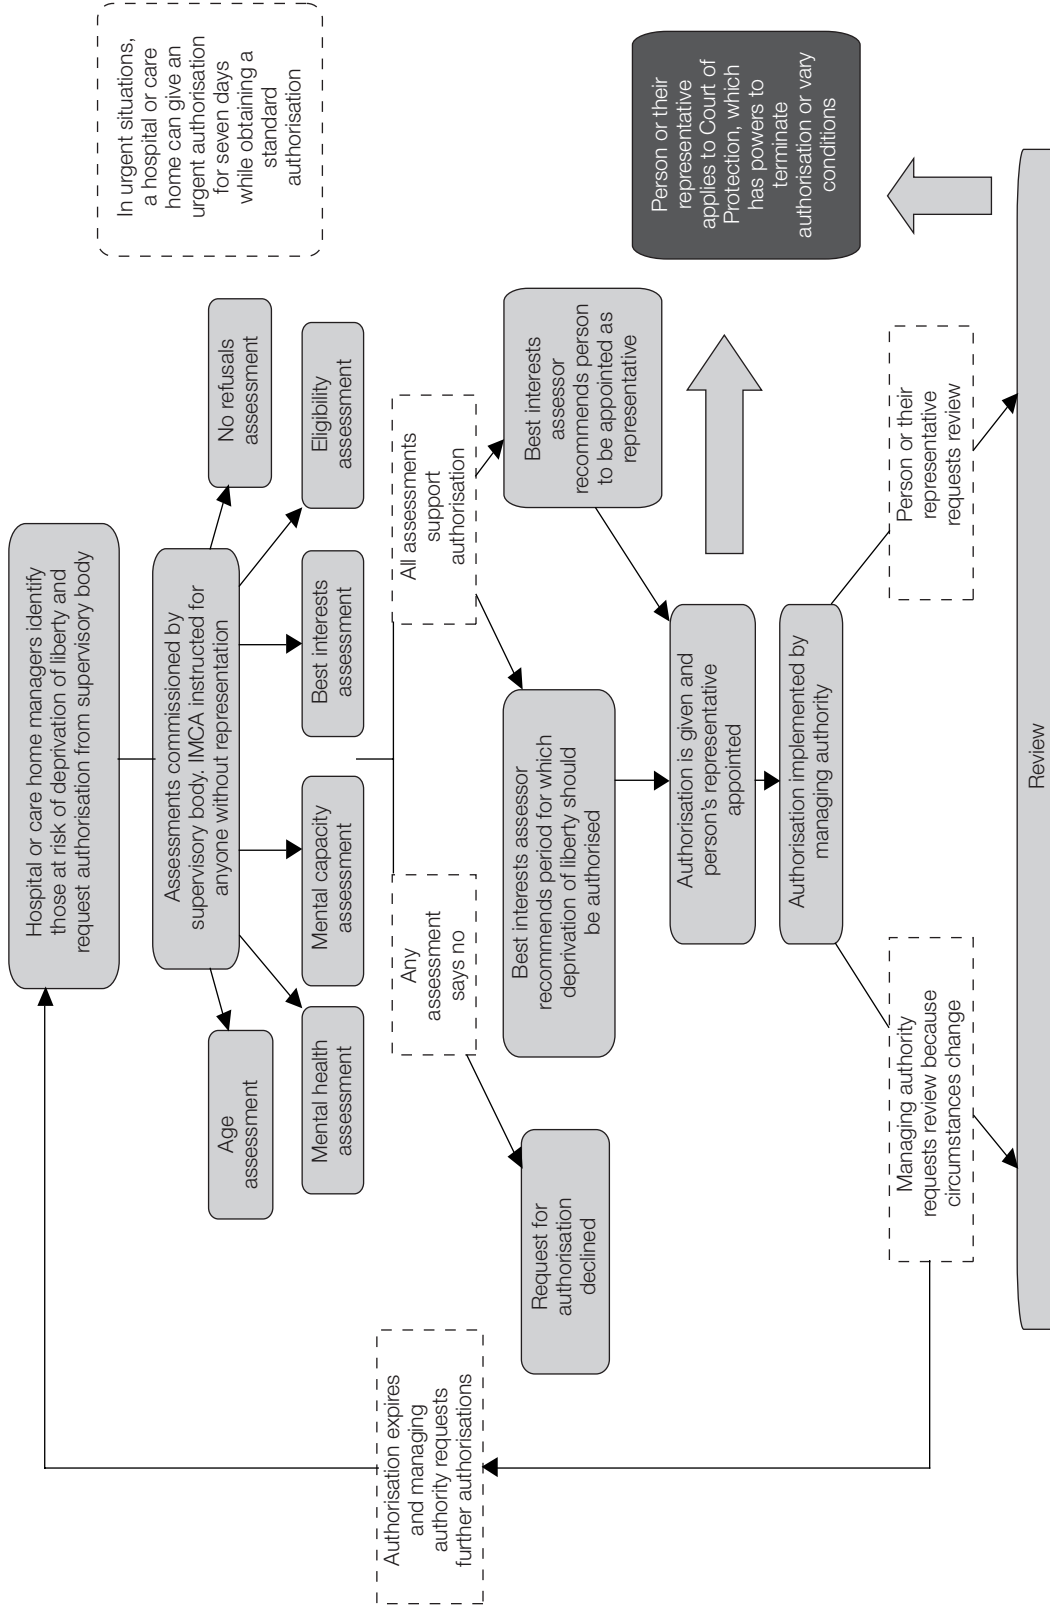 Hospital or care home managers identify
those at risk of deprivation of liberty and
request authorisation from supervisory body
In urgent situations,
a hospital or care
home can give an
urgent authorisation
for seven days
while obtaining a
standard
authorisation
Assessments commissioned by
supervisory body. IMCA instructed for
anyone without representation
Age
assessment
No refusals
assessment
Mental health
assessment
Mental capacity
assessment
Best interests
assessment
Eligibility
assessment
Authorisation expires
and managing
authority requests
further authorisations
Any
assessment
says no
All assessments
support
authorisation
Request for
authorisation
declined
Best interests assessor
recommends period for which
deprivation of liberty should
be authorised
Best interests
assessor
recommends person
to be appointed as
representative
Authorisation is given and
person's representative
appointed
Person or their
representative
applies to Court of
Protection, which
has powers to
terminate
authorisation or vary
conditions
Authorisation implemented by
managing authority
Managing authority
requests review because
circumstances change
Person or their
representative
requests review
Review